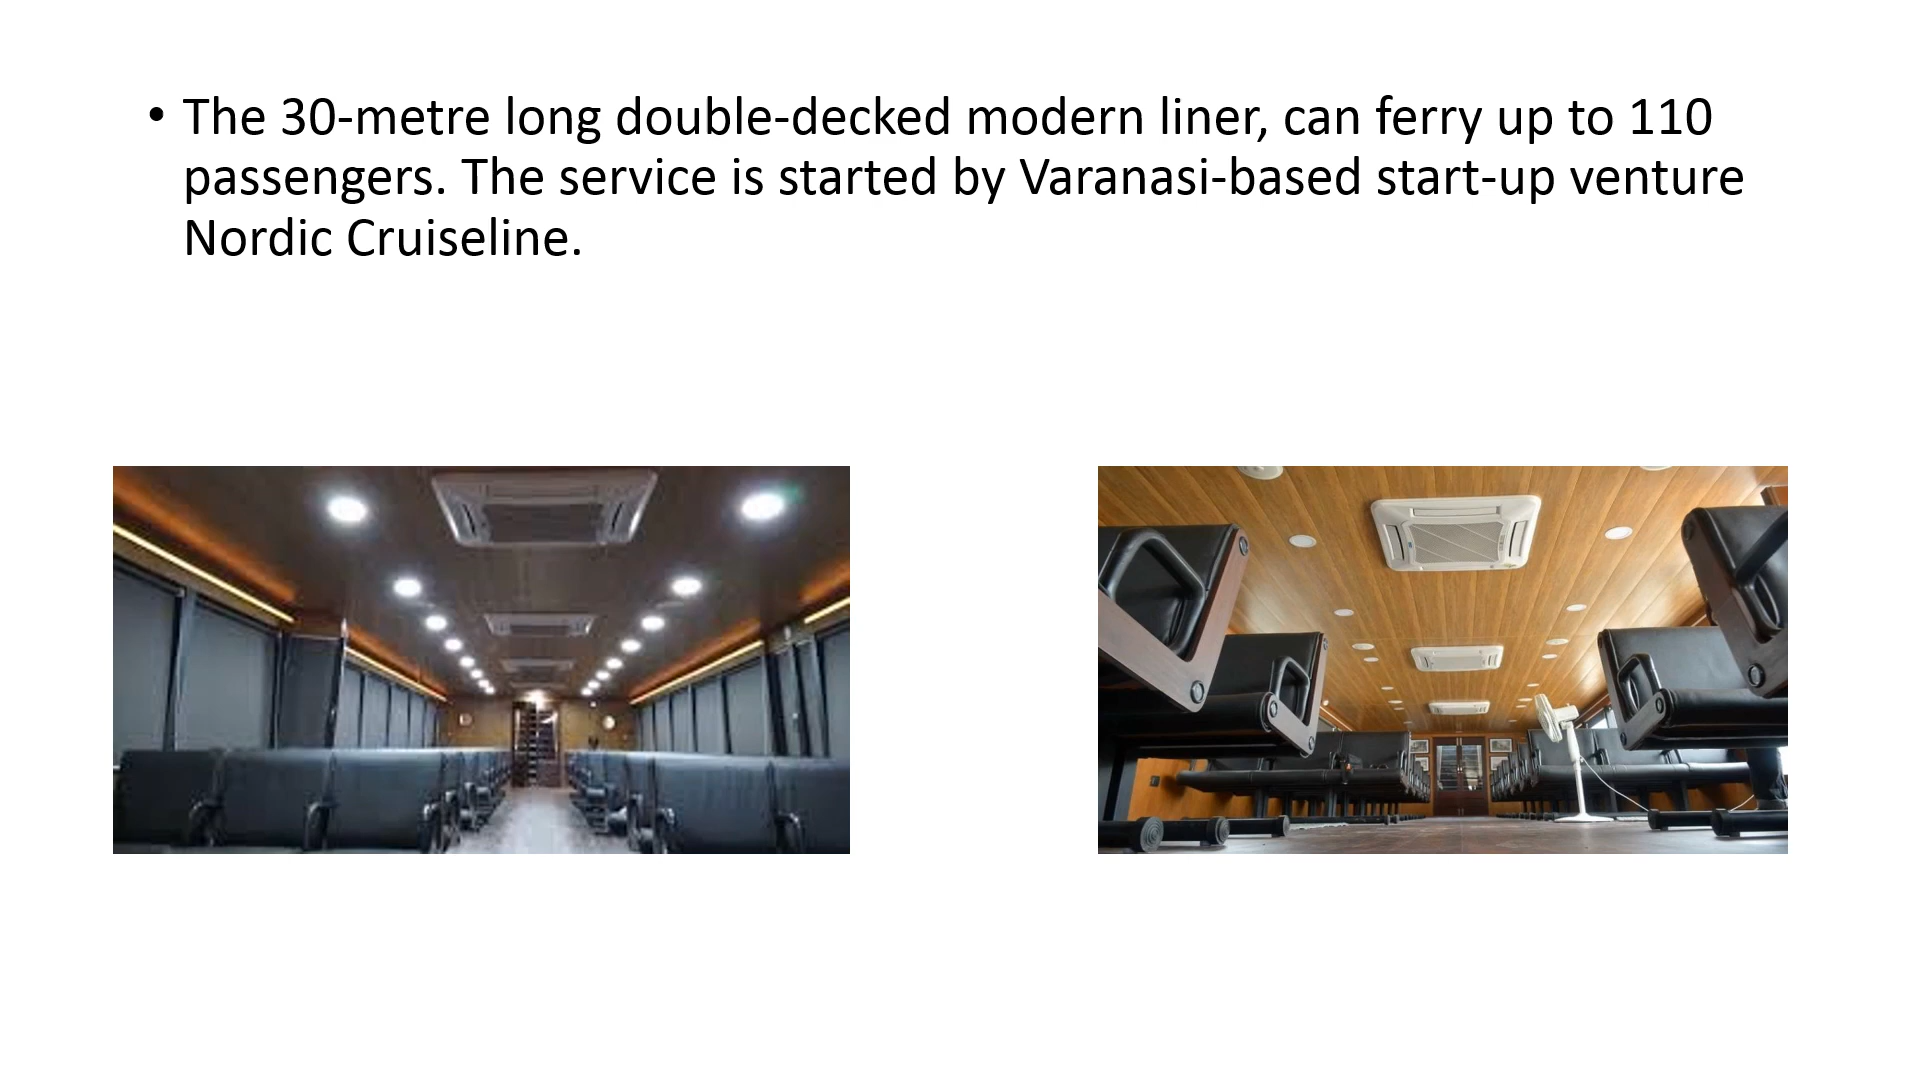 • The 30-metre long double-decked modern liner, can ferry up to 110
passengers. The service is started by Varanasi-based start-up venture
Nordic Cruiseline.